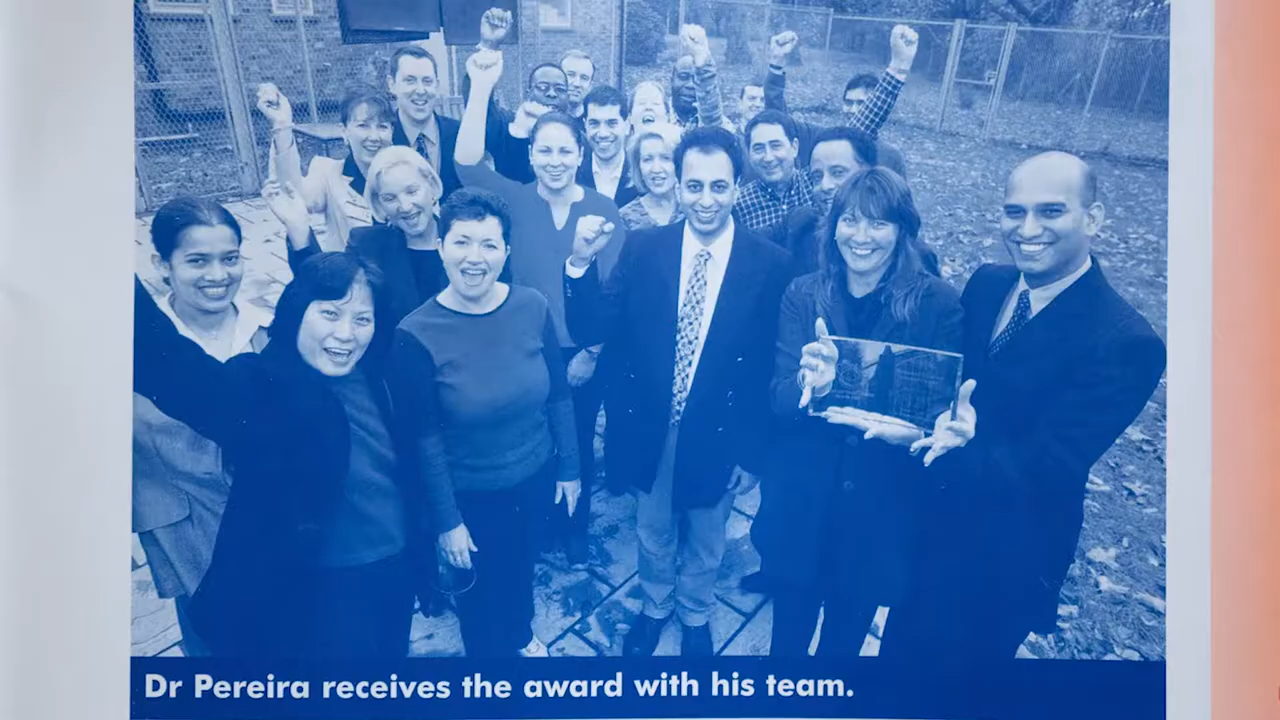 Dr Pereira receives the award with his team.